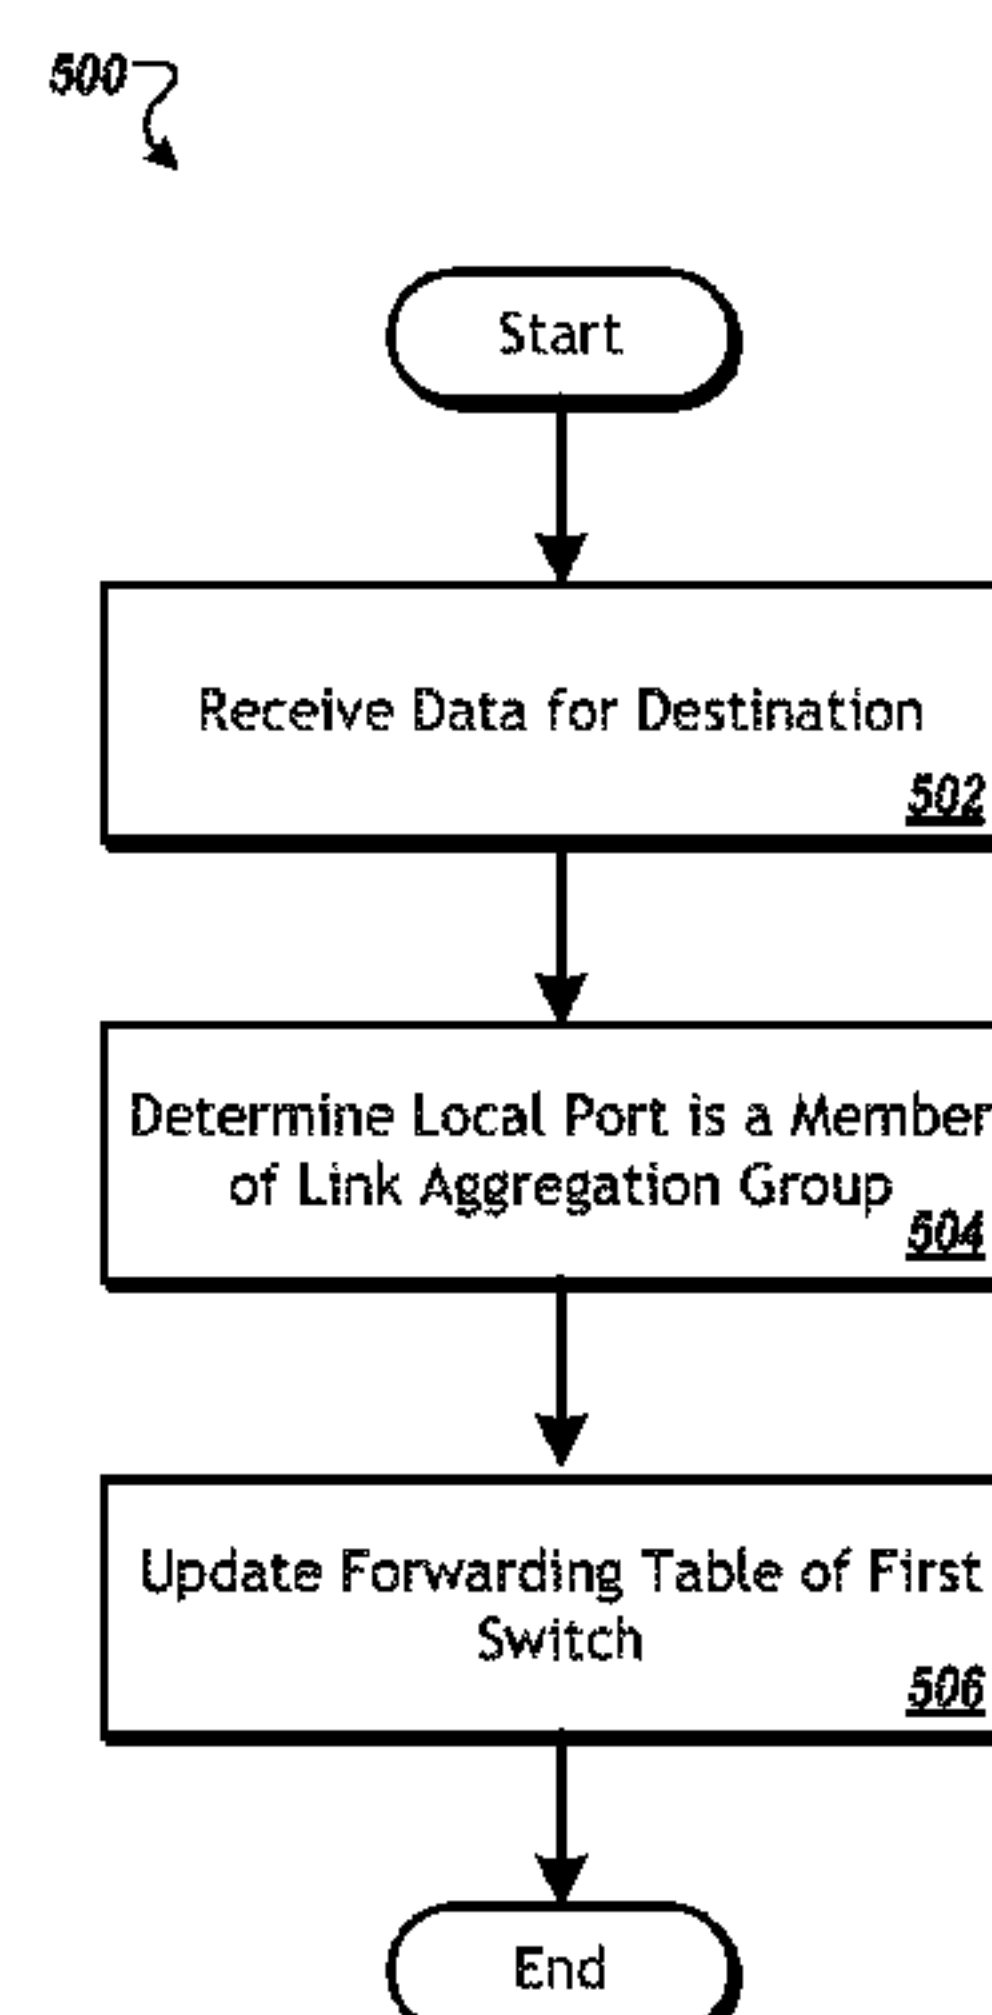 500
Start
Receive Data for Destination
502
Determine Local Port is a Member
of Link Aggregation Group
504
Update Forwarding Table of First
Switch
506
End